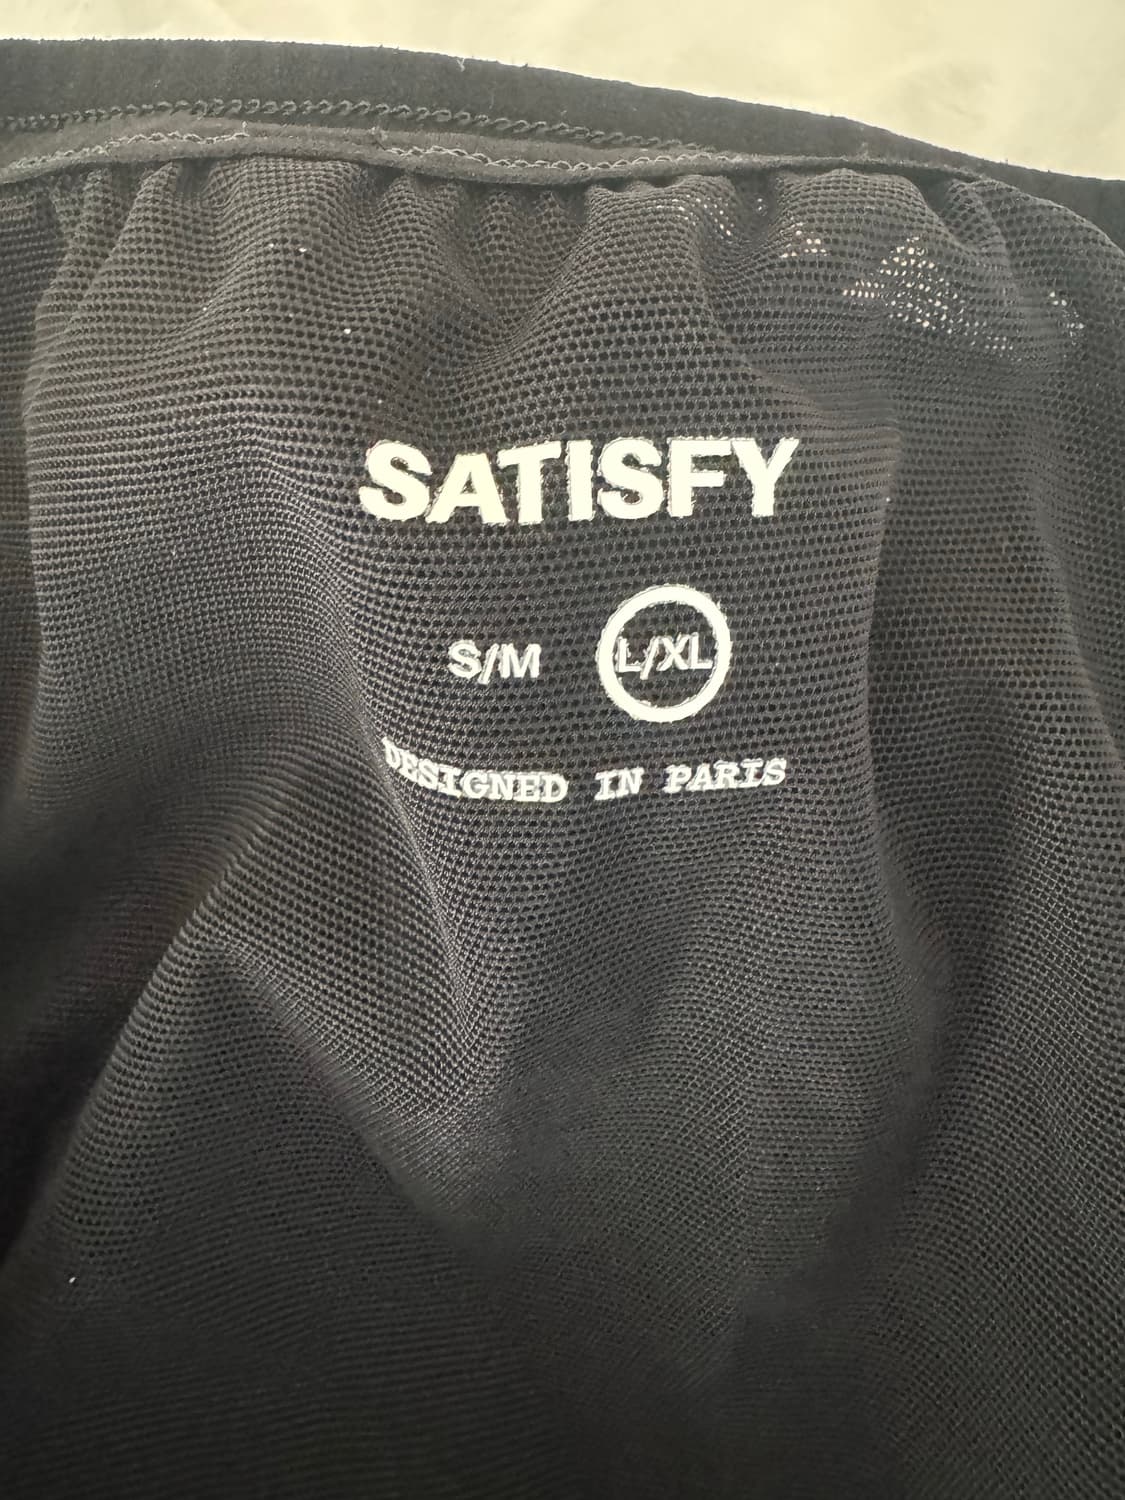 SATISFY
S/M L/XL
DESIGNED IN PARIS